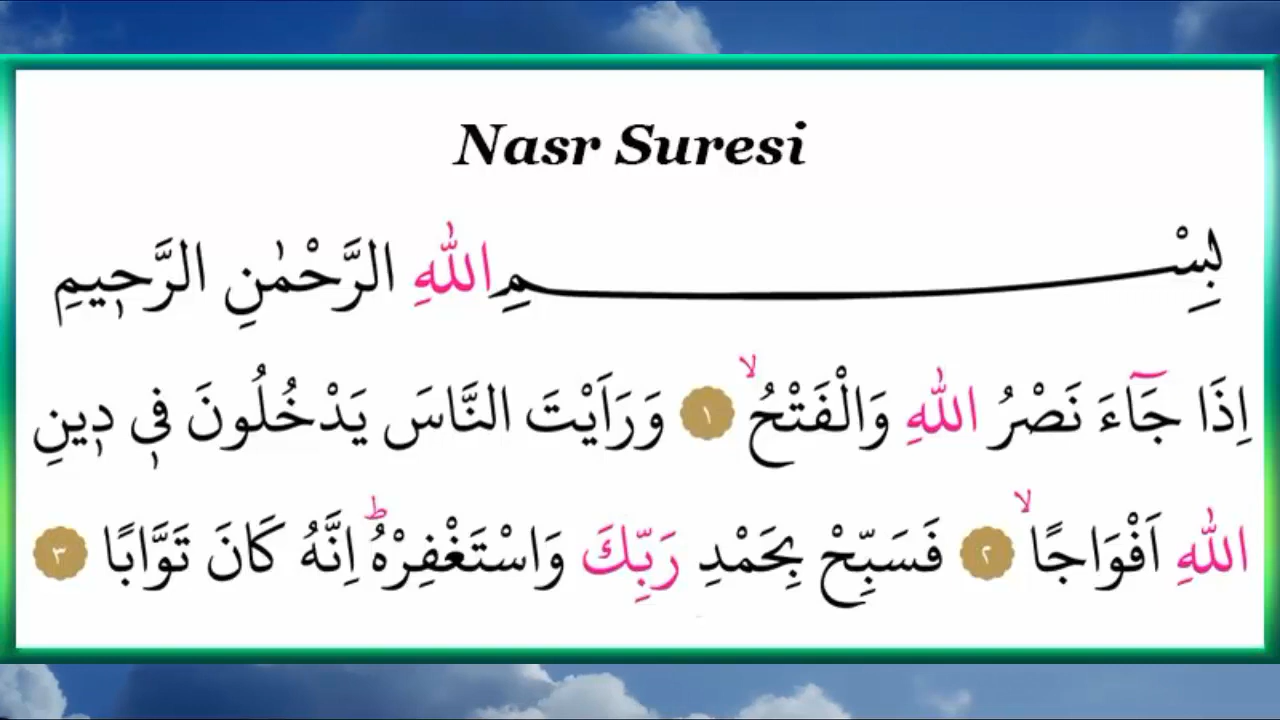 Nasr Suresi
بِسْمِ اللّٰهِ الرَّحْمٰنِ الرَّح۪يمِ
اِذَا جَٓاءَ نَصْرُ اللّٰهِ وَالْفَتْحُۙ ١ وَرَاَيْتَ النَّاسَ يَدْخُلُونَ ف۪ي د۪ينِ
اللّٰهِ اَفْوَاجًاۙ ٢ فَسَبِّحْ بِحَمْدِ رَبِّكَ وَاسْتَغْفِرْهُۜ اِنَّهُ كَانَ تَوَّابًا ٣